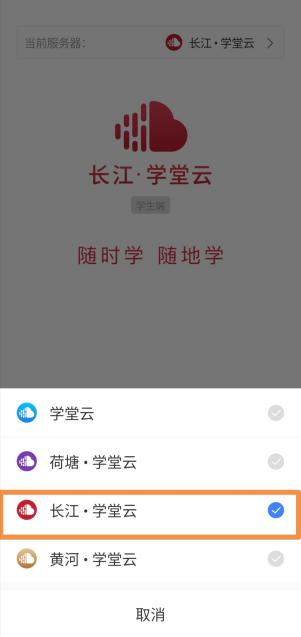 当前服务器： 长江·学堂云
长江·学堂云
学生端
随时学 随地学
学堂云
荷塘·学堂云
长江·学堂云
黄河·学堂云
取消